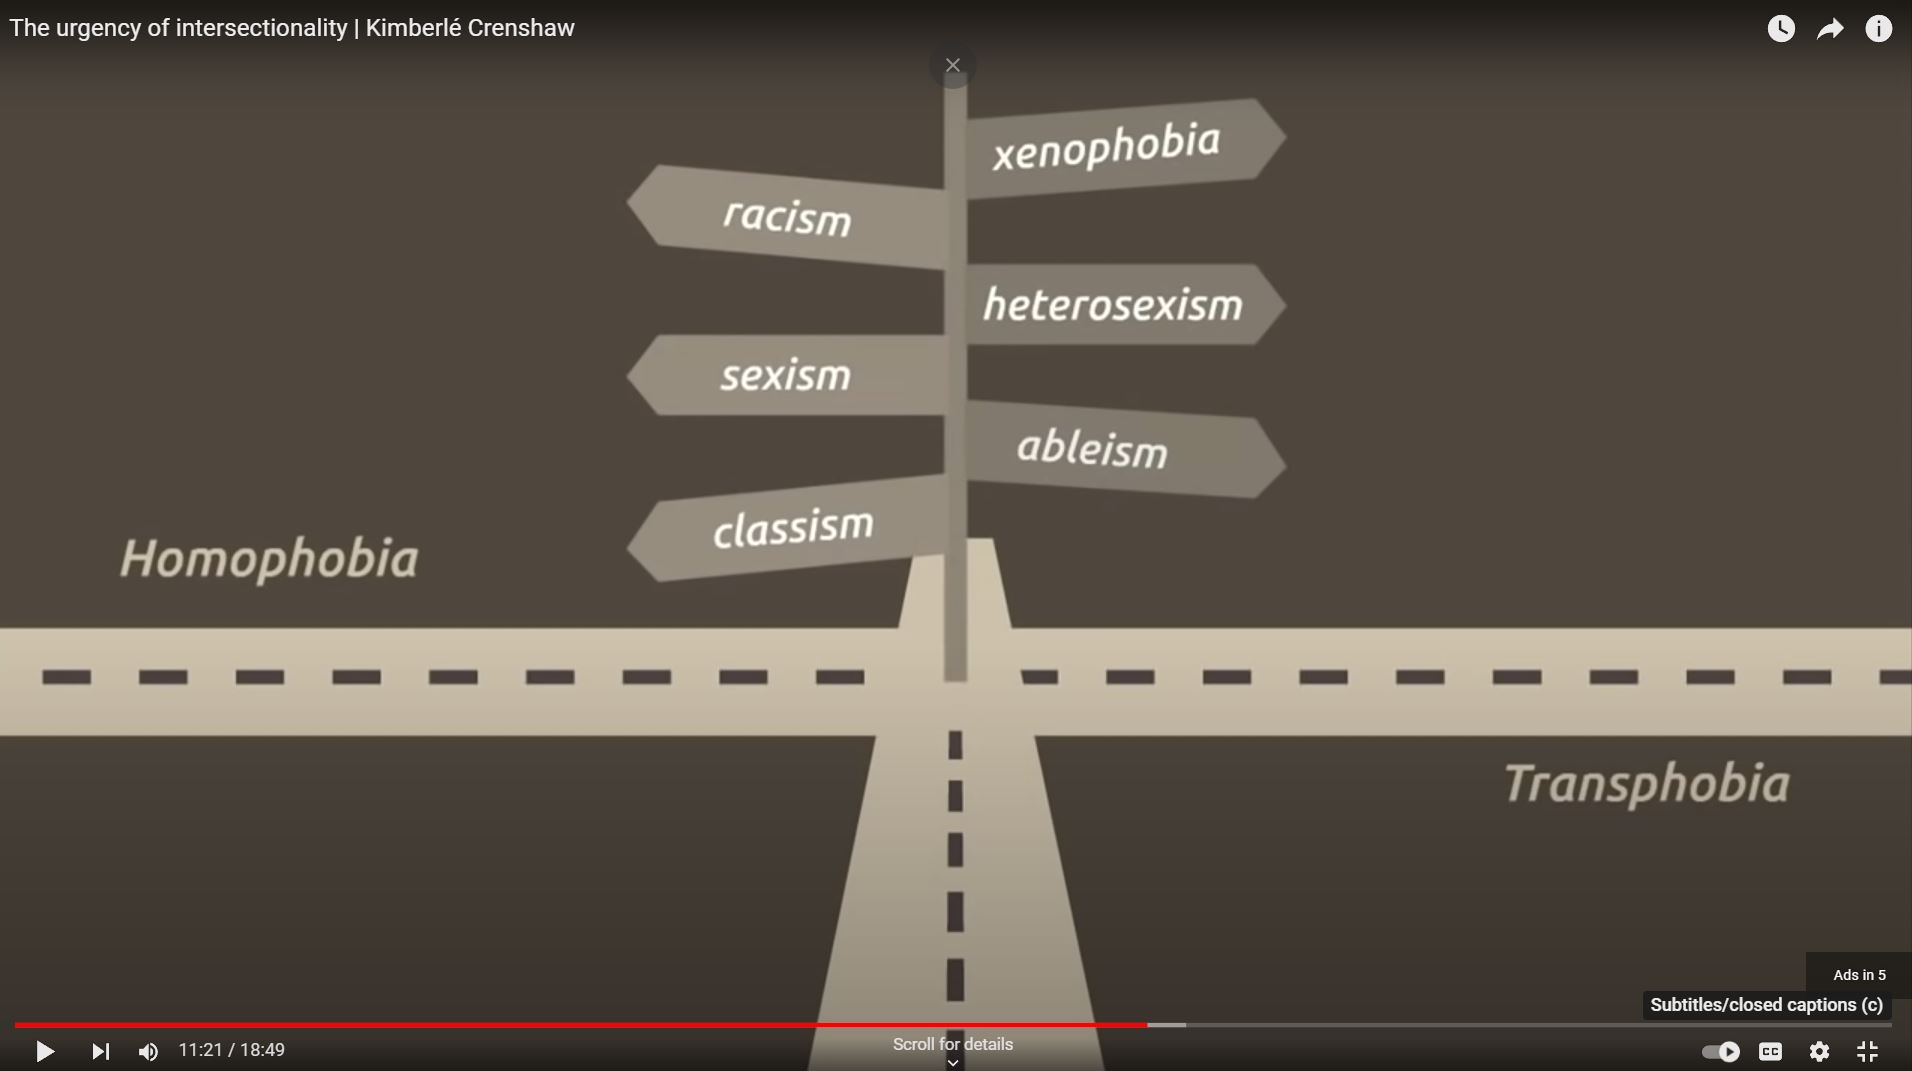 The urgency of intersectionality | Kimberlé Crenshaw
xenophobia
racism
heterosexism
sexism
ableism
classism
Homophobia
Transphobia
Ads in 5
Subtitles/closed captions (c)
11:21 / 18:49
Scroll for details
CC